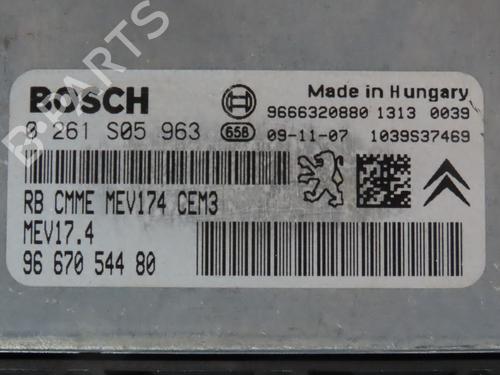 B-PARTS
BOSCH
Made in Hungary
9666320880 1313 0039
0 261 S05 963 658 09-11-07 1039S37469
RB CMME MEV174 CEM3
MEV17.4
96 670 544 80